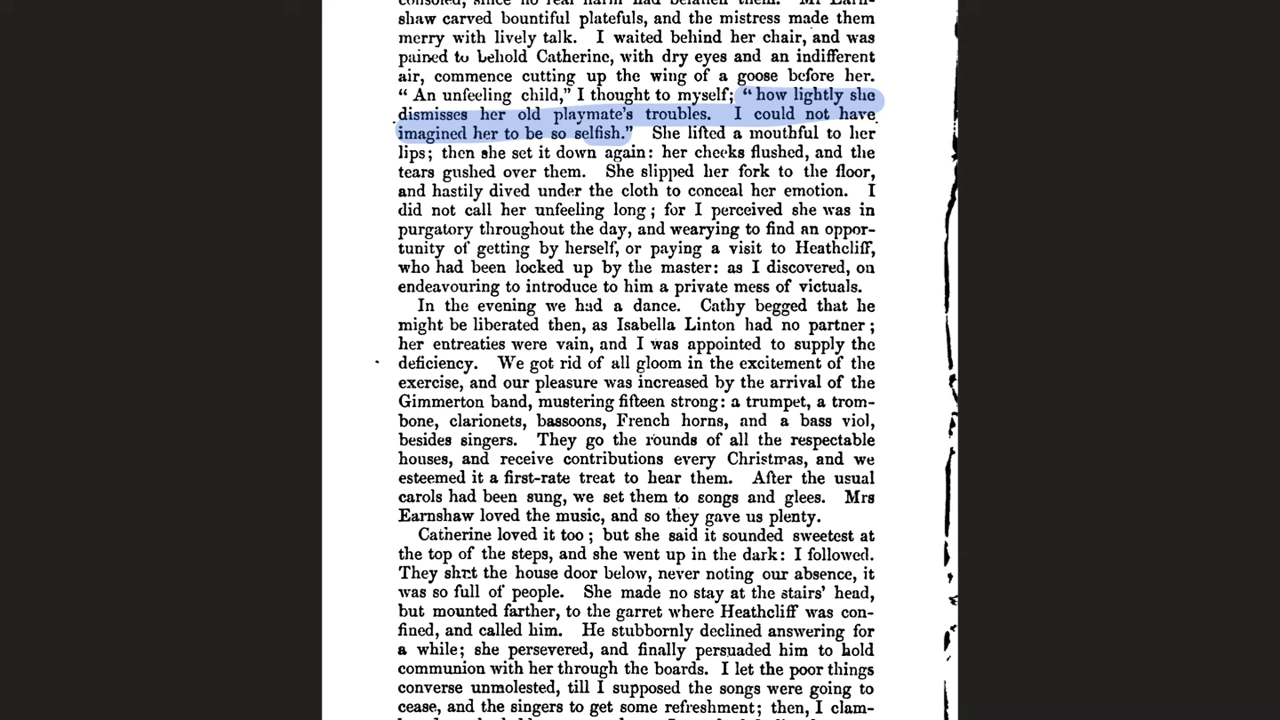 shaw carved bountiful platefuls, and the mistress made them
merry with lively talk. I waited behind her chair, and was
pained to behold Catherine, with dry eyes and an indifferent
air, commence cutting up the wing of a goose before her.
“ An unfeeling child,” I thought to myself; “ how lightly she
dismisses her old playmate’s troubles. I could not have
imagined her to be so selfish.” She lifted a mouthful to her
lips; then she set it down again: her cheeks flushed, and the
tears gushed over them. She slipped her fork to the floor,
and hastily dived under the cloth to conceal her emotion. I
did not call her unfeeling long; for I perceived she was in
purgatory throughout the day, and wearying to find an oppor-
tunity of getting by herself, or paying a visit to Heathcliff,
who had been locked up by the master: as I discovered, on
endeavouring to introduce to him a private mess of victuals.
In the evening we had a dance. Cathy begged that he
might be liberated then, as Isabella Linton had no partner;
her entreaties were vain, and I was appointed to supply the
deficiency. We got rid of all gloom in the excitement of the
exercise, and our pleasure was increased by the arrival of the
Gimmerton band, mustering fifteen strong: a trumpet, a trom-
bone, clarionets, bassoons, French horns, and a bass viol,
besides singers. They go the rounds of all the respectable
houses, and receive contributions every Christmas, and we
esteemed it a first-rate treat to hear them. After the usual
carols had been sung, we set them to songs and glees. Mrs
Earnshaw loved the music, and so they gave us plenty.
Catherine loved it too; but she said it sounded sweetest at
the top of the steps, and she went up in the dark: I followed.
They shut the house door below, never noting our absence, it
was so full of people. She made no stay at the stairs’ head,
but mounted farther, to the garret where Heathcliff was con-
fined, and called him. He stubbornly declined answering for
a while; she persevered, and finally persuaded him to hold
communion with her through the boards. I let the poor things
converse unmolested, till I supposed the songs were going to
cease, and the singers to get some refreshment; then, I clam-